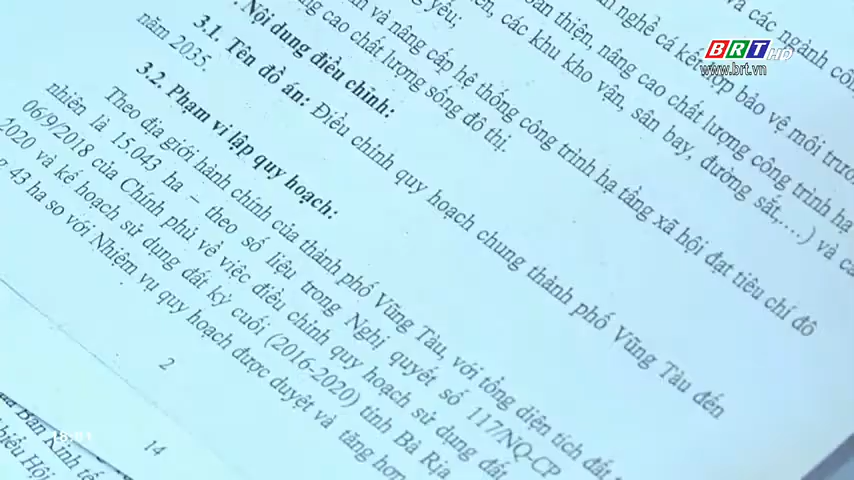 BRT HD
www.brt.vn
và các ngành
nghề cá kết hợp bảo vệ môi
thiện, nâng cao chất lượng công trình hạ
các khu kho vận, sân bay, đường sắt,....) và
và nâng cấp hệ thống công trình hạ tầng xã hội đạt tiêu chí đô
cao chất lượng sống đô thị.
. Nội dung điều chỉnh:
3.1. Tên đồ án: Điều chỉnh quy hoạch chung thành phố Vũng Tàu đến
năm 2035.
3.2. Phạm vi lập quy hoạch:
Theo địa giới hành chính của thành phố Vũng Tàu, với tổng diện tích đất
nhiên là 15.043 ha – theo số liệu trong Nghị quyết số 117/NQ-CP
06/9/2018 của Chính phủ về việc điều chỉnh quy hoạch sử dụng đất
2020 và kế hoạch sử dụng đất kỳ cuối (2016-2020) tỉnh Bà Rịa
43 ha so với Nhiệm vụ quy hoạch được duyệt và tăng hơn
2
14
Ban Kinh tế
Hội